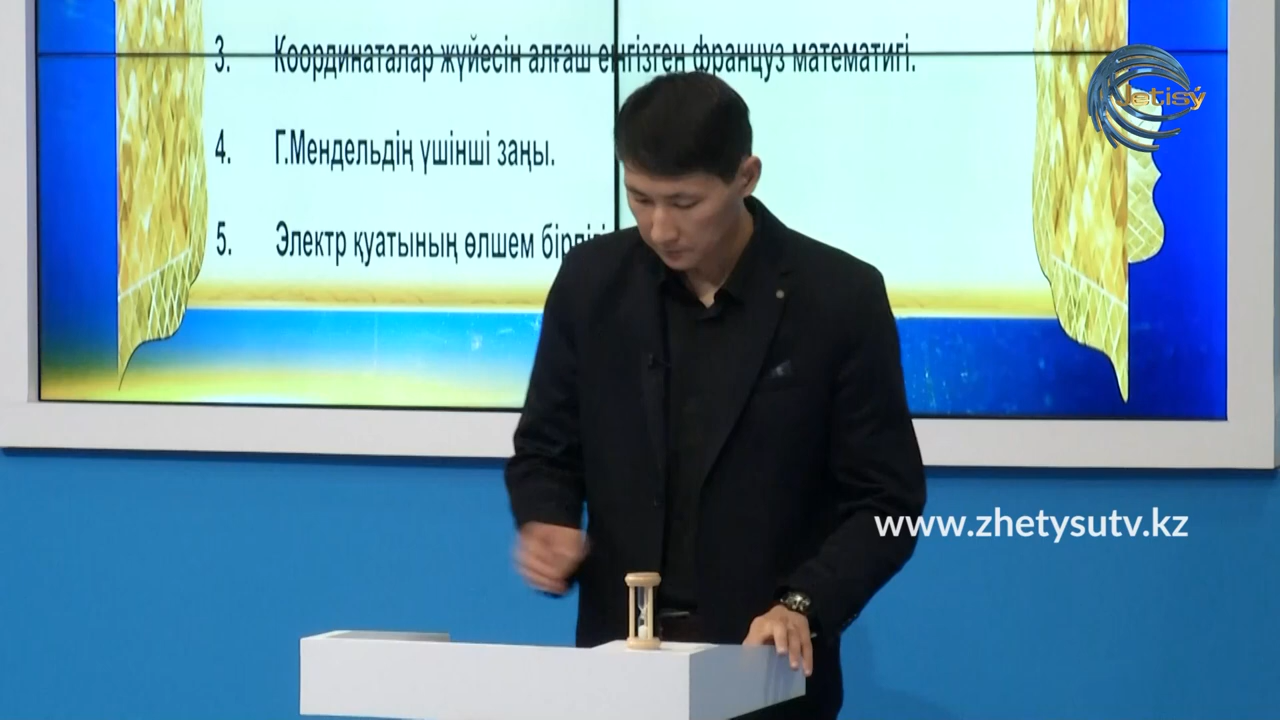 3. Координаталар жүйесін алғаш енгізген француз математигі.
4. Г.Мендельдің үшінші заңы.
5. Электр қуатының өлшем
Jetisý
www.zhetysutv.kz